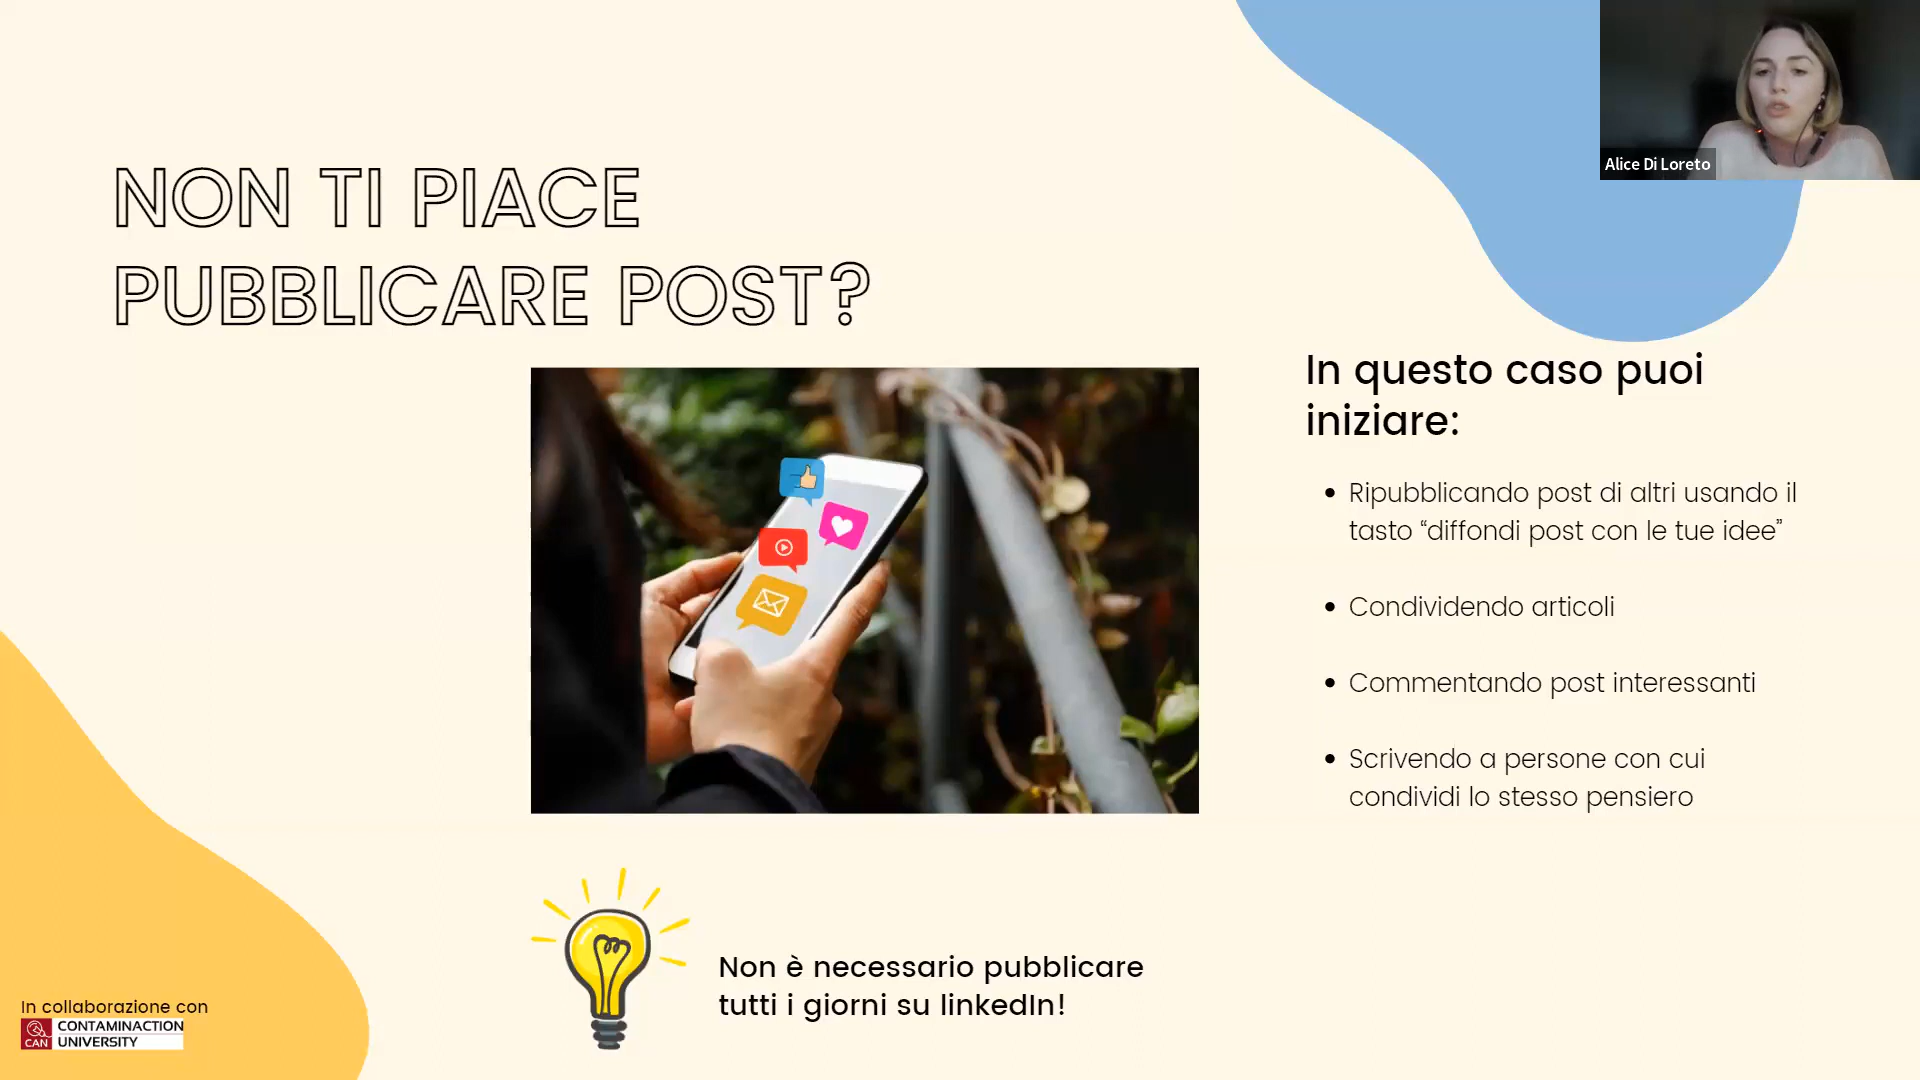 Alice Di Loreto
NON TI PIACE
PUBBLICARE POST?
In questo caso puoi
iniziare:
• Ripubblicando post di altri usando il
tasto “diffondi post con le tue idee”
• Condividendo articoli
• Commentando post interessanti
• Scrivendo a persone con cui
condividi lo stesso pensiero
Non è necessario pubblicare
tutti i giorni su linkedIn!
In collaborazione con
CAN
CONTAMINACTION
UNIVERSITY